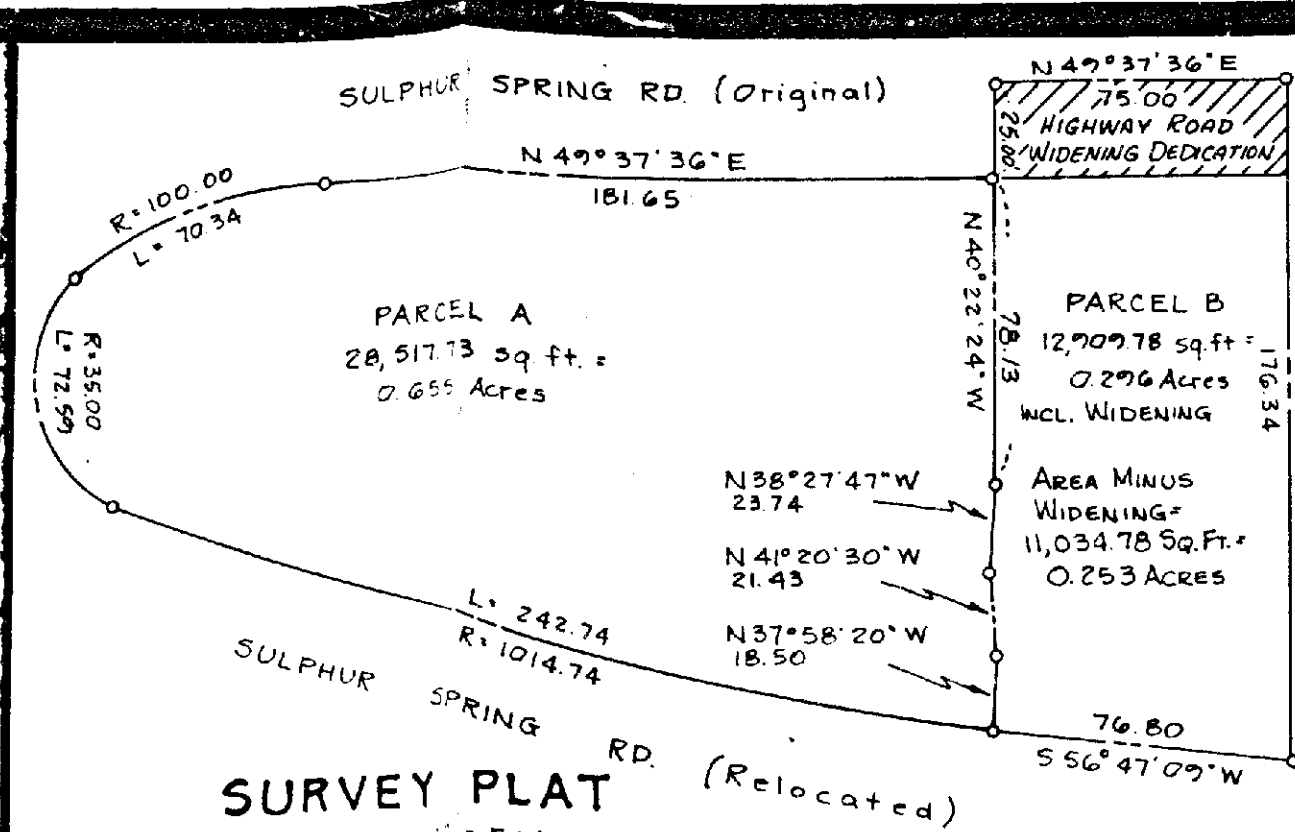 SULPHUR SPRING RD. (Original)
N 49°37'36"E
75.00
25.00
HIGHWAY ROAD
WIDENING DEDICATION
N 49°37'36"E
181.65
R=100.00
L= 70.34
R=35.00
L= 72.59
PARCEL A
28,517.73 sq. ft. =
0.655 Acres
N 40°22'24"W
78.13
PARCEL B
12,909.78 sq.ft =
0.296 Acres
INCL. WIDENING
176.34
AREA MINUS
WIDENING=
11,034.78 SQ.FT. =
0.253 ACRES
N38°27'47"W
23.74
N 41°20'30"W
21.43
N37°58'20"W
18.50
L= 242.74
R= 1014.74
76.80
S 56°47'09"W
SULPHUR SPRING RD. (Relocated)
SURVEY PLAT